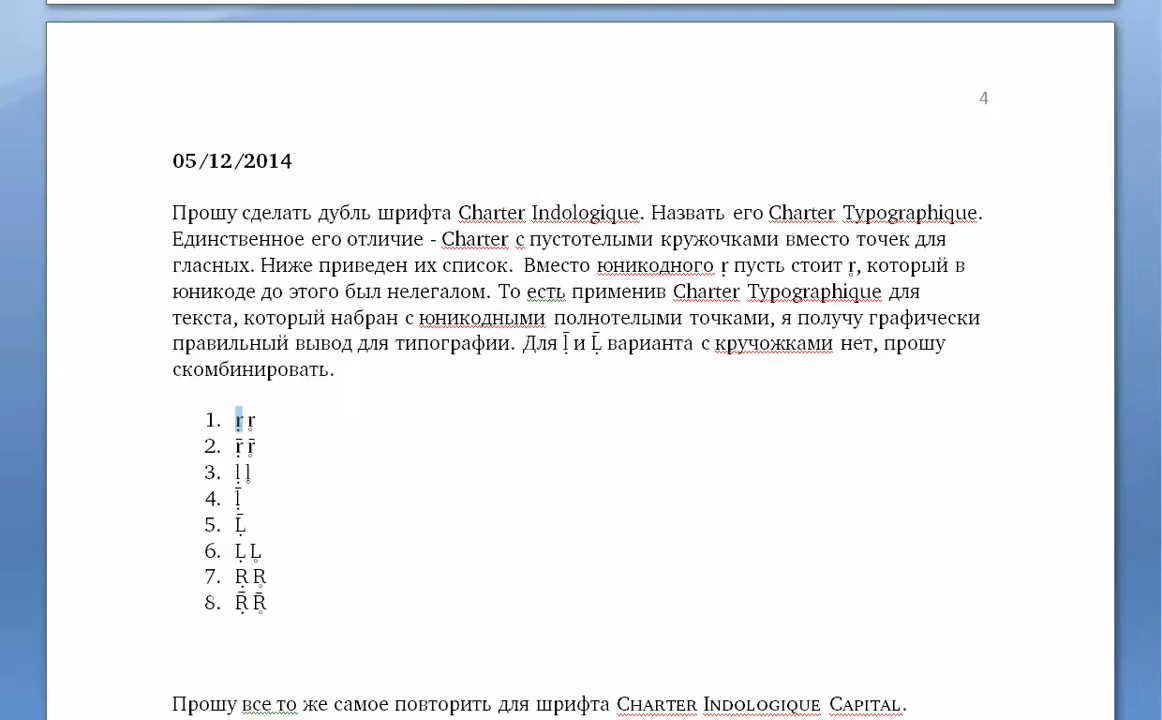 4
05/12/2014
Прошу сделать дубль шрифта Charter Indologique. Назвать его Charter Typographique.
Единственное его отличие - Charter с пустотелыми кружочками вместо точек для
гласных. Ниже приведен их список. Вместо юникодного ṛ пусть стоит r̥, который в
юникоде до этого был нелегалом. То есть применив Charter Typographique для
текста, который набран с юникодными полнотелыми точками, я получу графически
правильный вывод для типографии. Для ḹ и Ḹ варианта с кручожками нет, прошу
скомбинировать.
1. ṛ r̥
2. ṝ r̥̄
3. ḷ l̥
4. ḹ
5. Ḹ
6. Ḷ L̥
7. Ṛ R̥
8. Ṝ R̥̄
Прошу все то же самое повторить для шрифта Charter Indologique Capital.